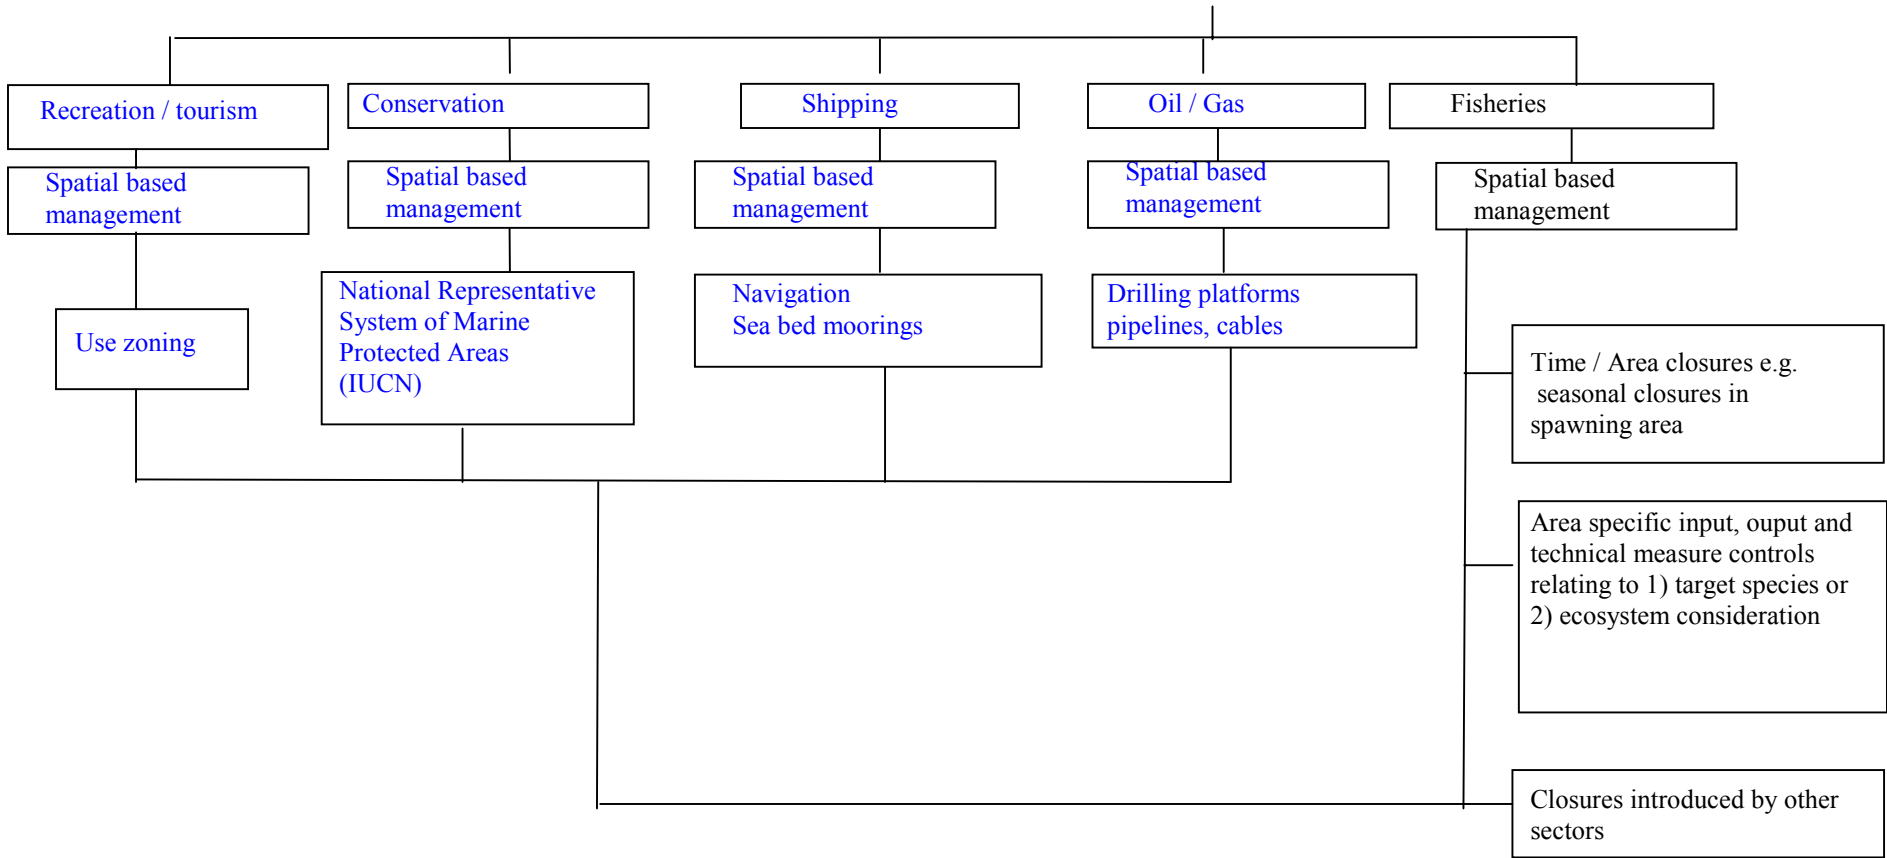 Recreation / tourism
Conservation
Shipping
Oil / Gas
Fisheries
Spatial based
management
Spatial based
management
Spatial based
management
Spatial based
management
Spatial based
management
Use zoning
National Representative
System of Marine
Protected Areas
(IUCN)
Navigation
Sea bed moorings
Drilling platforms
pipelines, cables
Time / Area closures e.g.
seasonal closures in
spawning area
Area specific input, ouput and
technical measure controls
relating to 1) target species or
2) ecosystem consideration
Closures introduced by other
sectors